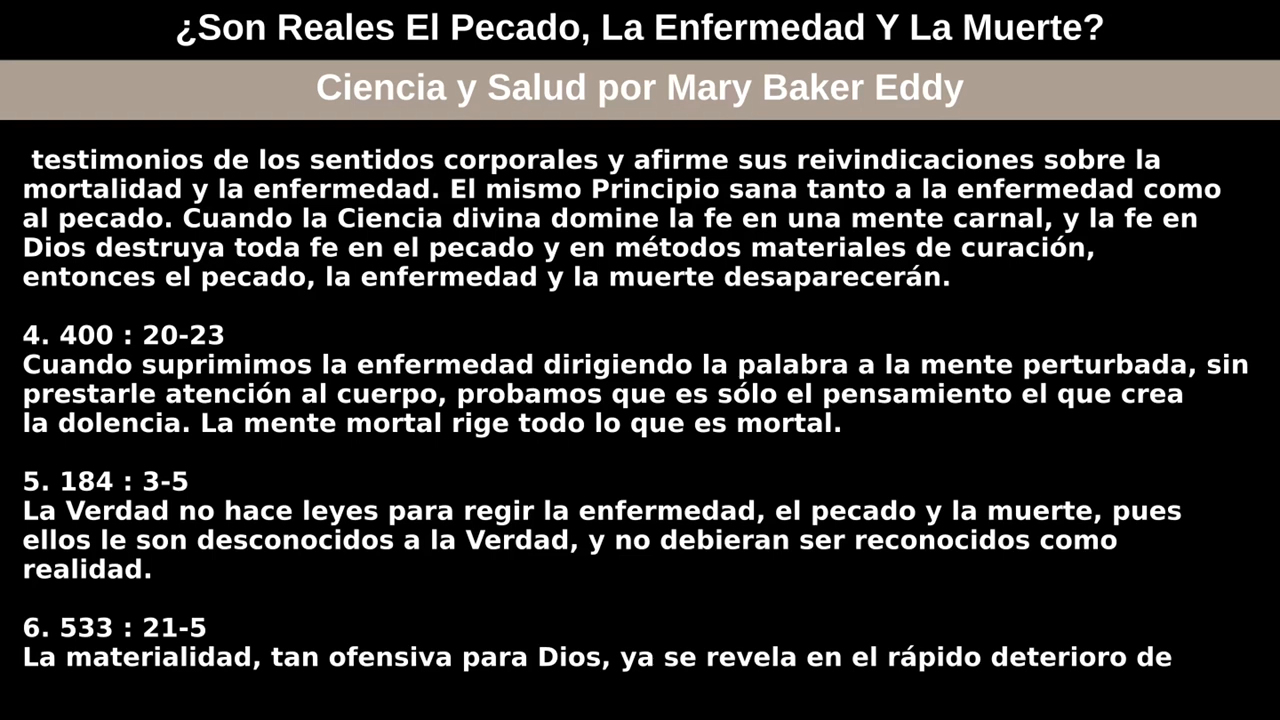 ¿Son Reales El Pecado, La Enfermedad Y La Muerte?
Ciencia y Salud por Mary Baker Eddy
testimonios de los sentidos corporales y afirme sus reivindicaciones sobre la
mortalidad y la enfermedad. El mismo Principio sana tanto a la enfermedad como
al pecado. Cuando la Ciencia divina domine la fe en una mente carnal, y la fe en
Dios destruya toda fe en el pecado y en métodos materiales de curación,
entonces el pecado, la enfermedad y la muerte desaparecerán.
4. 400 : 20-23
Cuando suprimimos la enfermedad dirigiendo la palabra a la mente perturbada, sin
prestarle atención al cuerpo, probamos que es sólo el pensamiento el que crea
la dolencia. La mente mortal rige todo lo que es mortal.
5. 184 : 3-5
La Verdad no hace leyes para regir la enfermedad, el pecado y la muerte, pues
ellos le son desconocidos a la Verdad, y no debieran ser reconocidos como
realidad.
6. 533 : 21-5
La materialidad, tan ofensiva para Dios, ya se revela en el rápido deterioro de